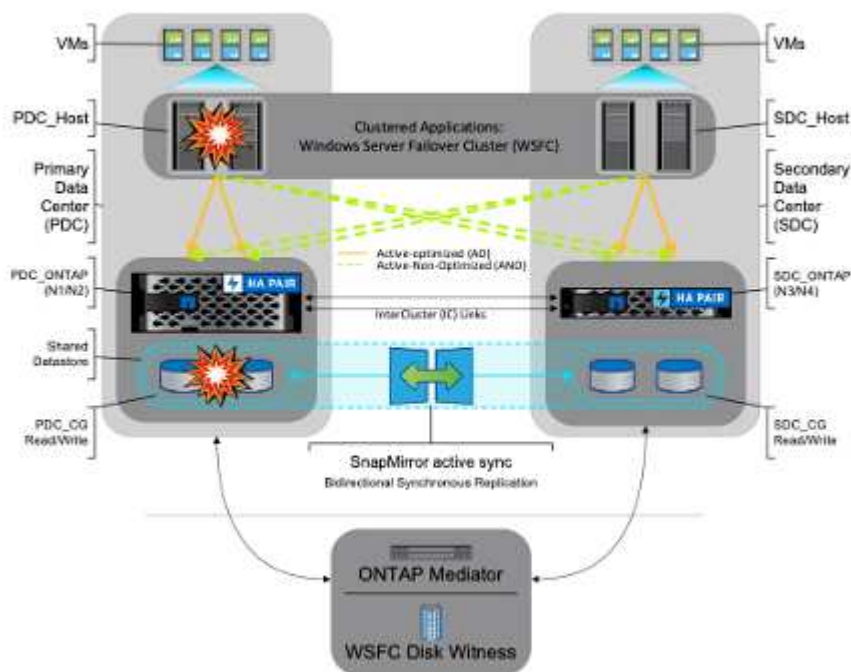 VMs
VMs
PDC_Host
SDC_Host
Clustered Applications:
Windows Server Failover Cluster (WSFC)
Primary
Data
Center
(PDC)
Secondary
Data
Center
(SDC)
Active-optimized (AO)
Active-Non-Optimized (ANO)
PDC_ONTAP
(N1/N2)
HA PAIR
SDC_ONTAP
(N3/N4)
HA PAIR
InterCluster (IC) Links
Shared
Datastore
PDC_CG
Read/Write
SDC_CG
Read/Write
SnapMirror active sync
Bidirectional Synchronous Replication
ONTAP Mediator
WSFC Disk Witness